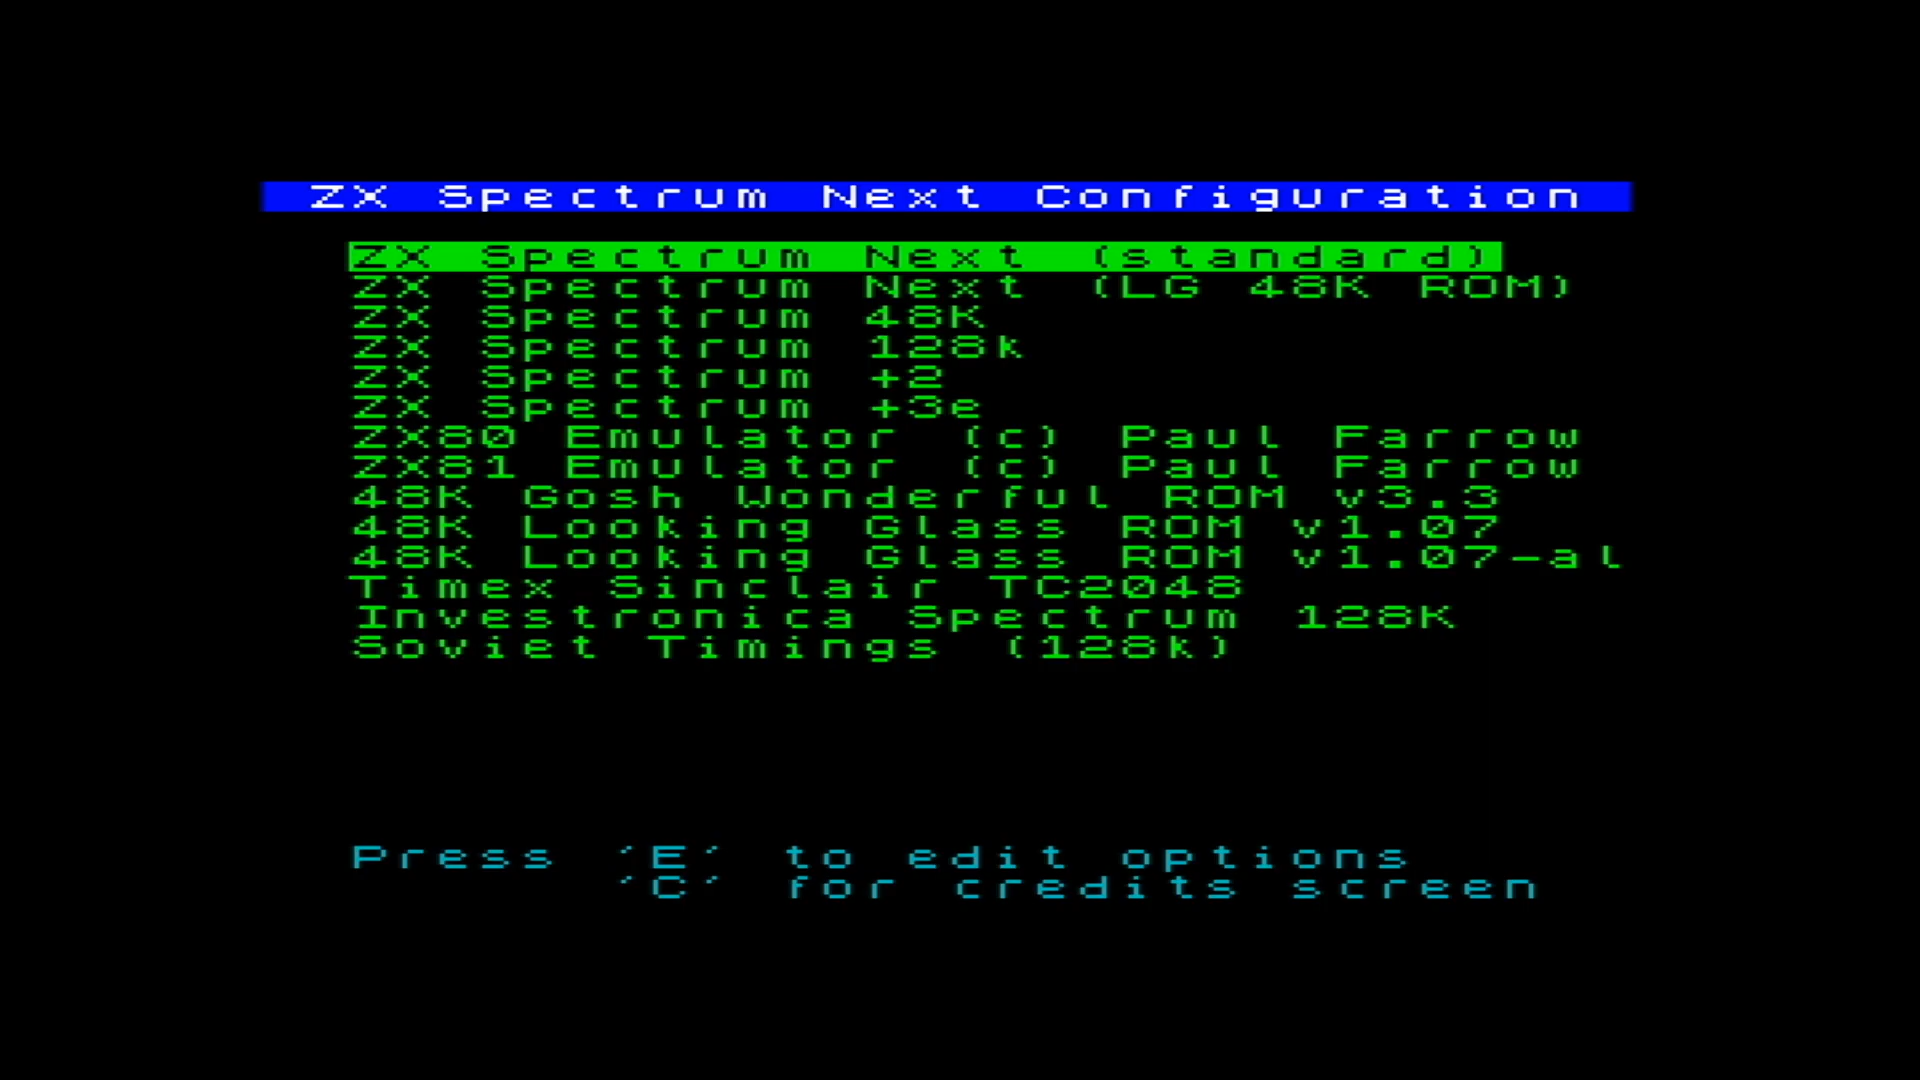 ZX Spectrum Next Configuration
ZX Spectrum Next (standard)
ZX Spectrum Next (LG 48K ROM)
ZX Spectrum 48K
ZX Spectrum 128k
ZX Spectrum +2
ZX Spectrum +3e
ZX80 Emulator (c) Paul Farrow
ZX81 Emulator (c) Paul Farrow
48K Gosh Wonderful ROM v3.3
48K Looking Glass ROM v1.07
48K Looking Glass ROM v1.07-al
Timex Sinclair TC2048
Investronica Spectrum 128K
Soviet Timings (128k)
Press 'E' to edit options
'C' for credits screen